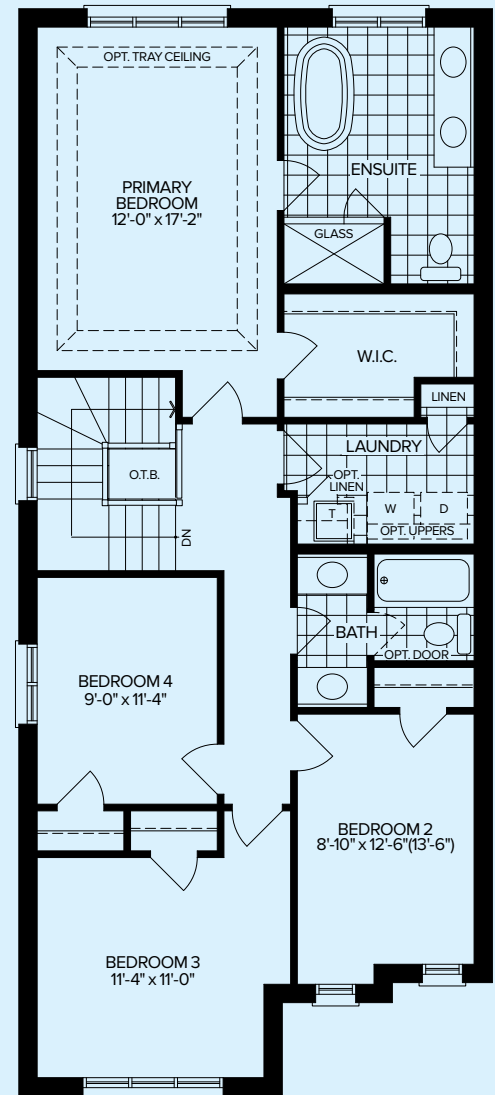 OPT. TRAY CEILING
PRIMARY
BEDROOM
12'-0" x 17'-2"
ENSUITE
GLASS
W.I.C.
LINEN
LAUNDRY
OPT.
LINEN
T
W
D
OPT. UPPERS
O.T.B.
DN
BATH
OPT. DOOR
BEDROOM 4
9'-0" x 11'-4"
BEDROOM 2
8'-10" x 12'-6"(13'-6")
BEDROOM 3
11'-4" x 11'-0"